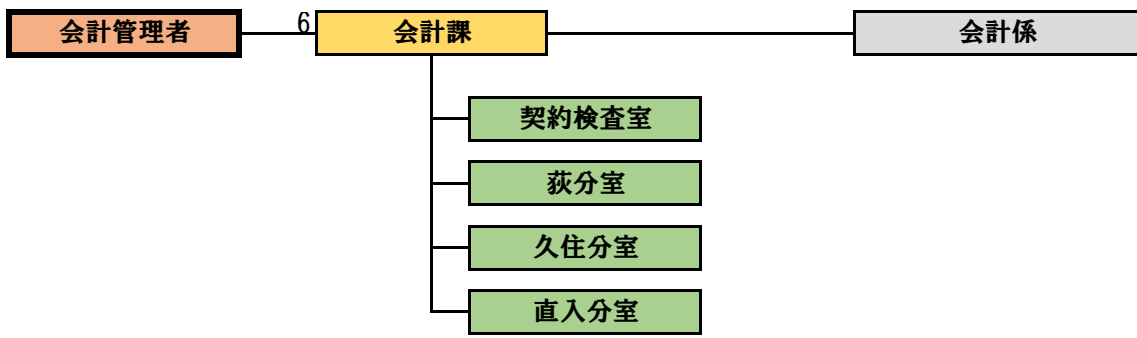 会計管理者
6
会計課
会計係
契約検査室
荻分室
久住分室
直入分室